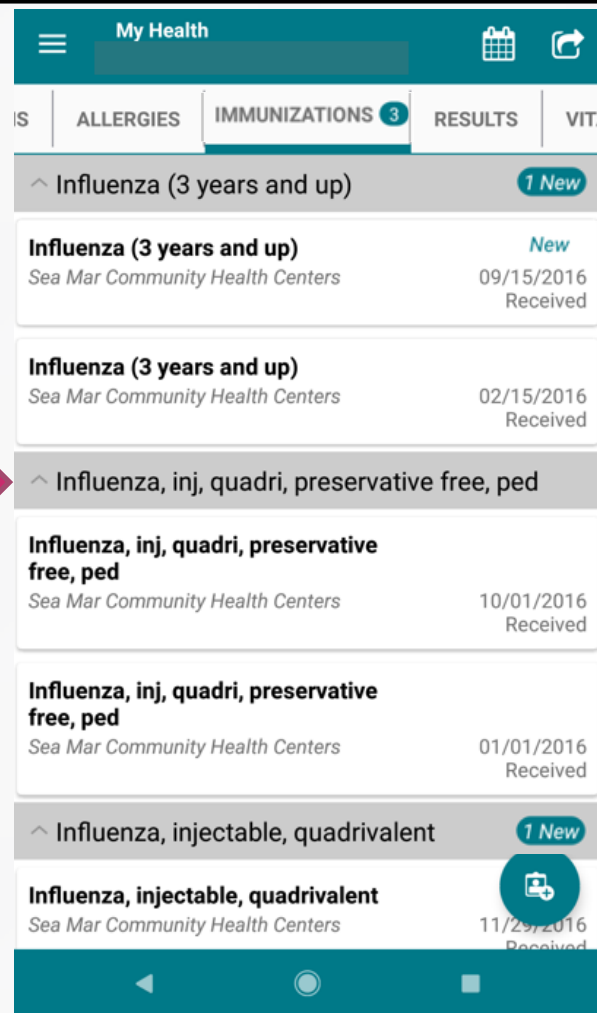 My Health
IS
ALLERGIES
IMMUNIZATIONS 3
RESULTS
VIT.
Influenza (3 years and up) 1 New
Influenza (3 years and up) New
Sea Mar Community Health Centers 09/15/2016
Received
Influenza (3 years and up)
Sea Mar Community Health Centers 02/15/2016
Received
Influenza, inj, quadri, preservative free, ped
Influenza, inj, quadri, preservative
free, ped
Sea Mar Community Health Centers 10/01/2016
Received
Influenza, inj, quadri, preservative
free, ped
Sea Mar Community Health Centers 01/01/2016
Received
Influenza, injectable, quadrivalent 1 New
Influenza, injectable, quadrivalent
Sea Mar Community Health Centers 11/29/2016
Received